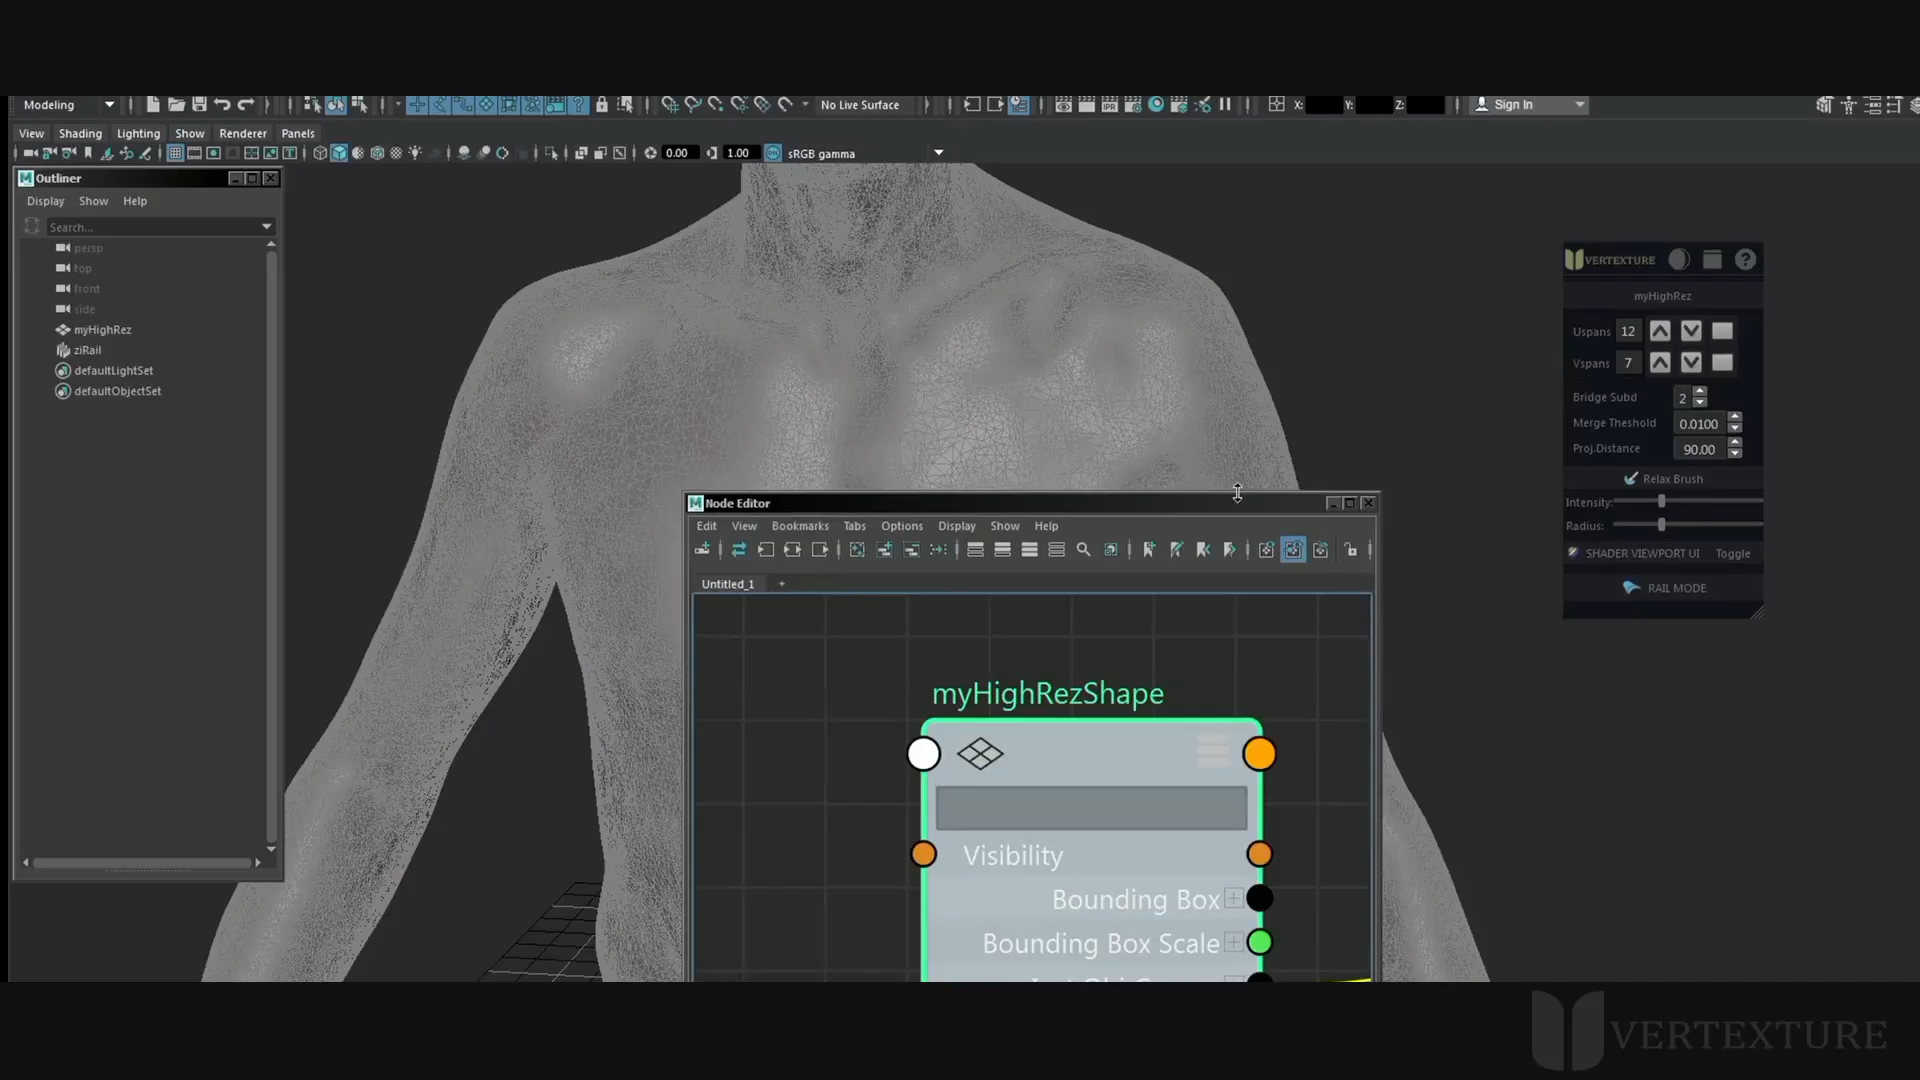 Modeling
No Live Surface
X:
Y:
Z:
Sign In
View Shading Lighting Show Renderer Panels
0.00
1.00
sRGB gamma
Outliner
Display Show Help
Search...
persp
top
front
side
myHighRez
ziRail
defaultLightSet
defaultObjectSet
VERTEXTURE
myHighRez
Uspans 12
Vspans 7
Bridge Subd 2
Merge Theshold 0.0100
Proj.Distance 90.00
Relax Brush
Intensity:
Radius:
SHADER VIEWPORT UI Toggle
RAIL MODE
Node Editor
Edit View Bookmarks Tabs Options Display Show Help
Untitled_1 +
myHighRezShape
Visibility
Bounding Box
Bounding Box Scale
VERTEXTURE